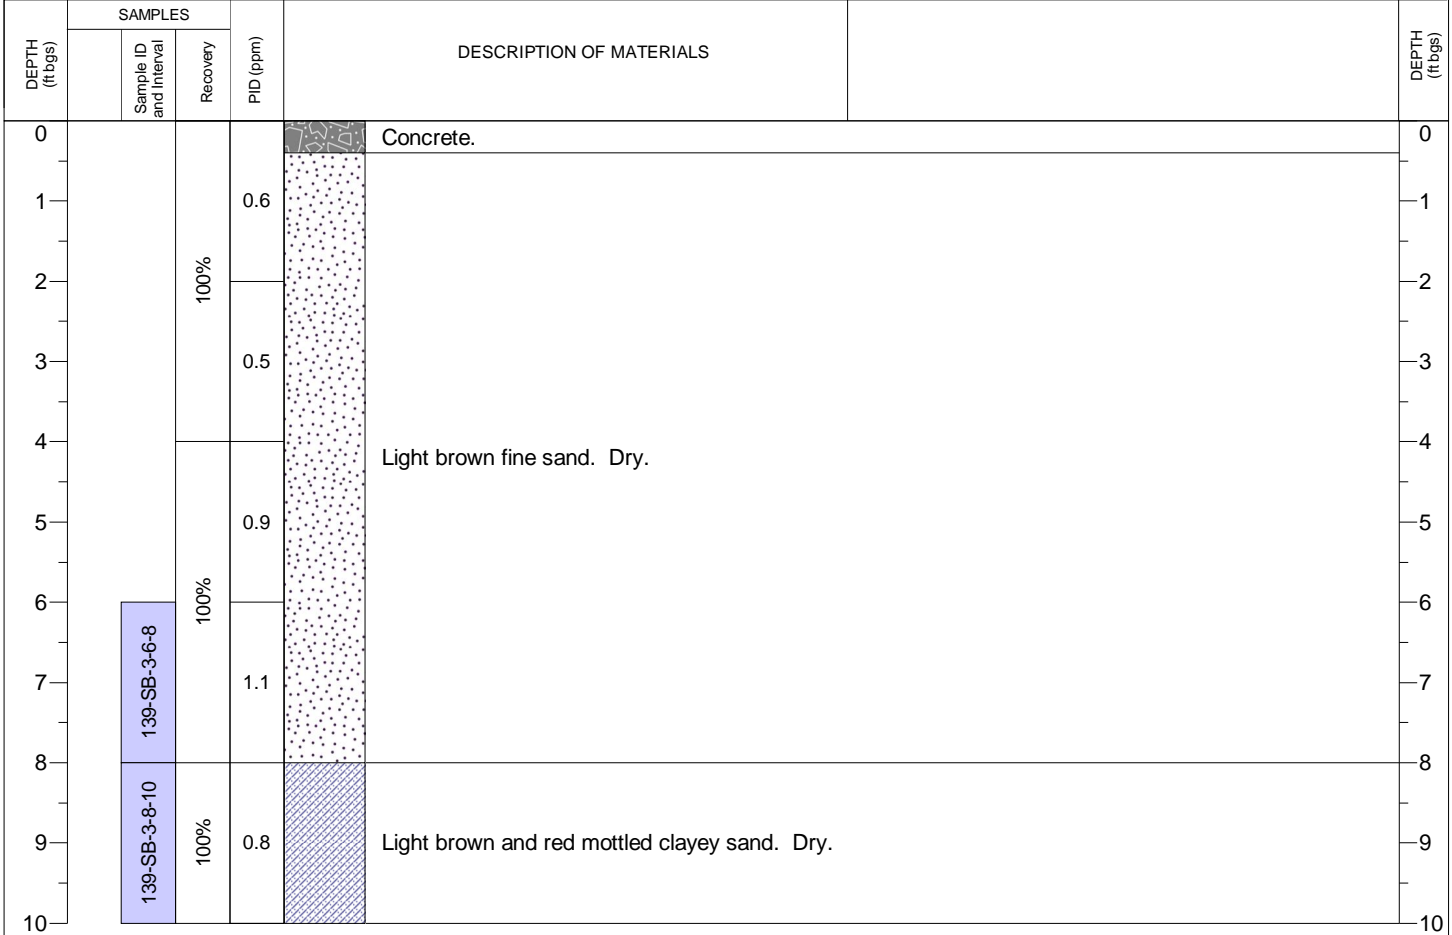 SAMPLES
DEPTH
(ft bgs)
Sample ID
and Interval
Recovery
PID (ppm)
DESCRIPTION OF MATERIALS
DEPTH
(ft bgs)
0
Concrete.
0
1
0.6
1
100%
2
2
3
0.5
3
4
Light brown fine sand. Dry.
4
5
0.9
5
100%
6
6
139-SB-3-6-8
7
1.1
7
8
8
139-SB-3-8-10
100%
9
0.8
Light brown and red mottled clayey sand. Dry.
9
10
10